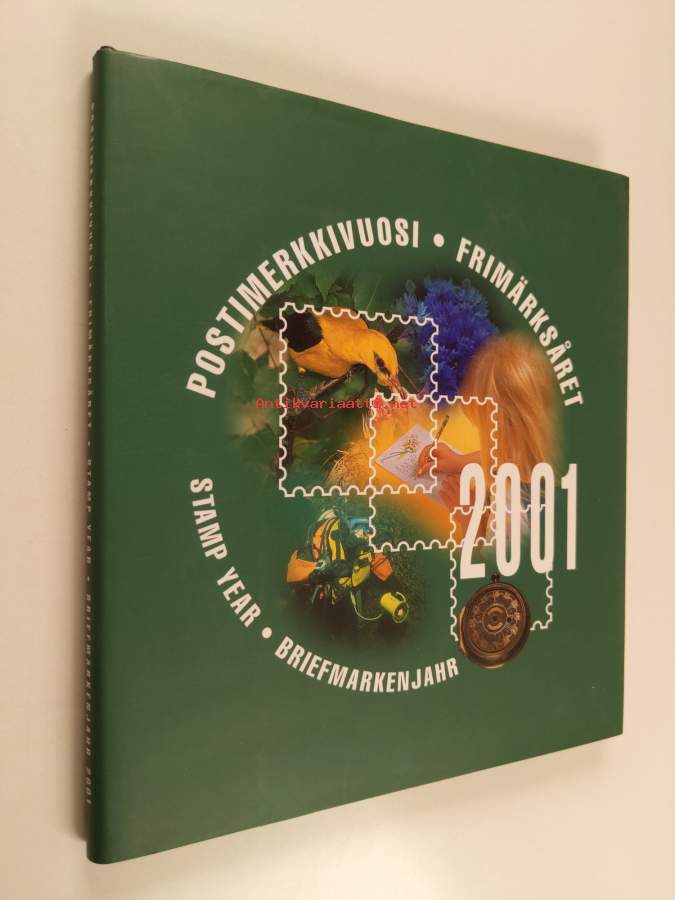 POSTIMERKKIVUOSI • FRIMÄRKSÅRET
STAMP YEAR • BRIEFMARKENJAHR
2001
Antikvariaatti.net
POSTIMERKKIVUOSI • FRIMÄRKSÅRET • STAMP YEAR • BRIEFMARKENJAHR 2001